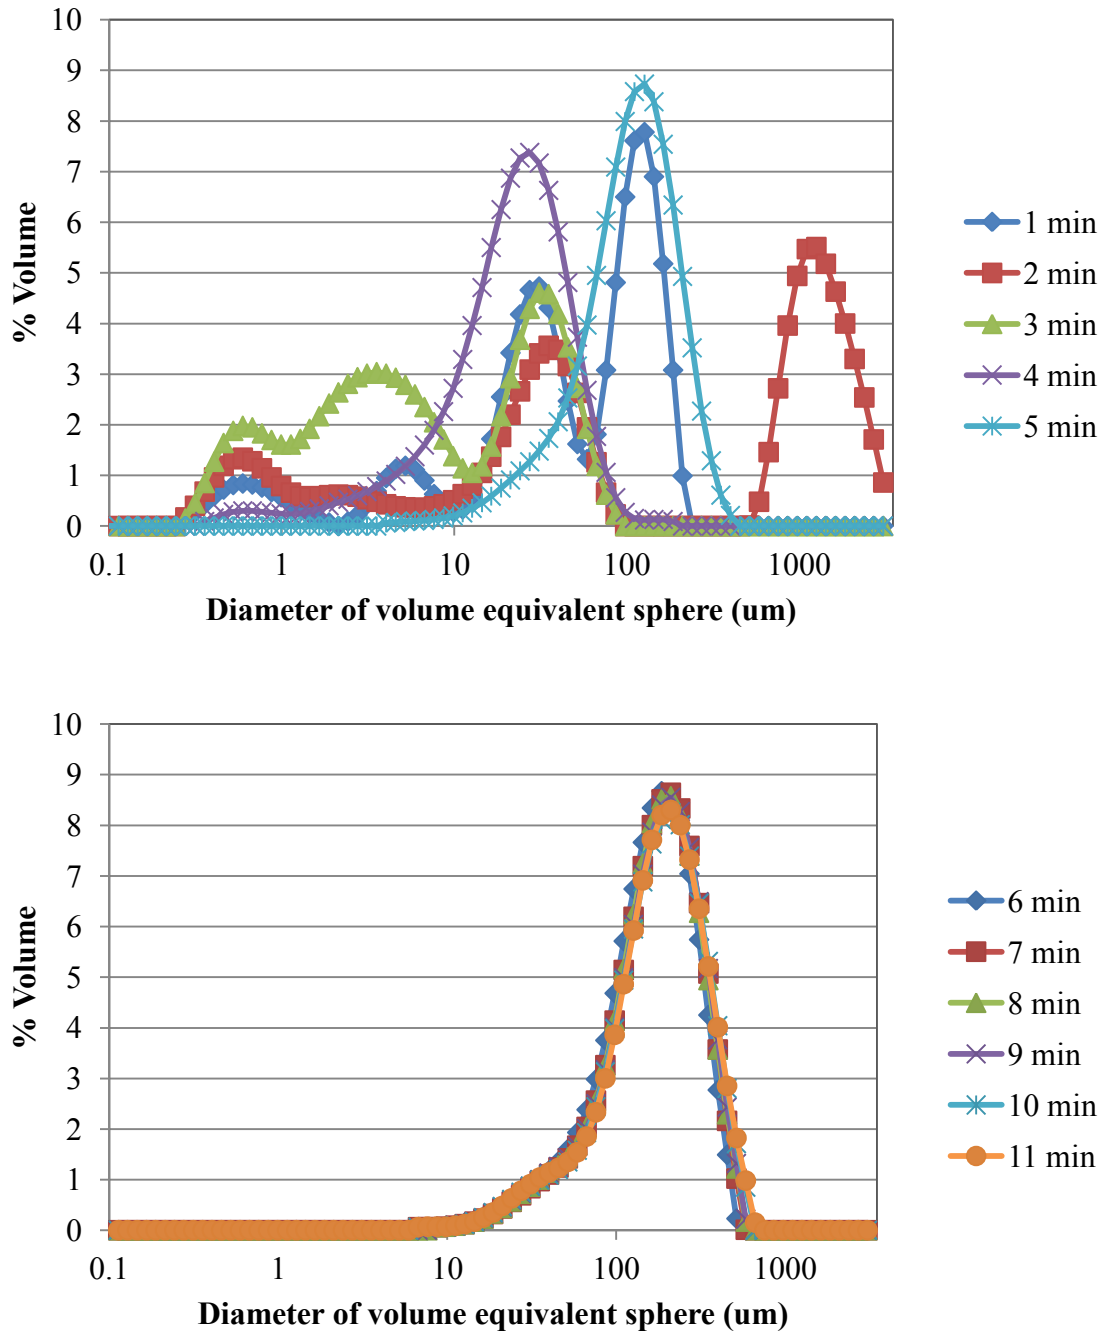 10
9
8
7
6
5
4
3
2
1
0
% Volume
0.1 1 10 100 1000
Diameter of volume equivalent sphere (um)
1 min
2 min
3 min
4 min
5 min
10
9
8
7
6
5
4
3
2
1
0
% Volume
0.1 1 10 100 1000
Diameter of volume equivalent sphere (um)
6 min
7 min
8 min
9 min
10 min
11 min